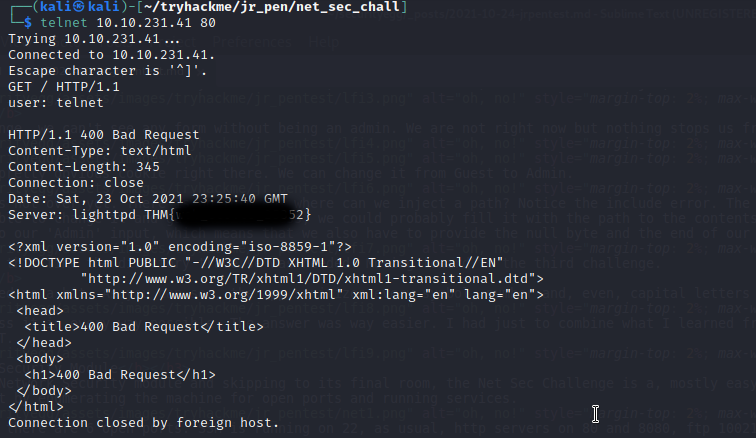 ┌──(kali㉿kali)-[~/tryhackme/jr_pen/net_sec_chall]
└─$ telnet 10.10.231.41 80
Trying 10.10.231.41...
Connected to 10.10.231.41.
Escape character is '^]'.
GET / HTTP/1.1
user: telnet
HTTP/1.1 400 Bad Request
Content-Type: text/html
Content-Length: 345
Connection: close
Date: Sat, 23 Oct 2021 23:25:40 GMT
Server: lighttpd THM{ 52}
<?xml version="1.0" encoding="iso-8859-1"?>
<!DOCTYPE html PUBLIC "-//W3C//DTD XHTML 1.0 Transitional//EN"
"http://www.w3.org/TR/xhtml1/DTD/xhtml1-transitional.dtd">
<html xmlns="http://www.w3.org/1999/xhtml" xml:lang="en" lang="en">
<head>
<title>400 Bad Request</title>
</head>
<body>
<h1>400 Bad Request</h1>
</body>
</html>
Connection closed by foreign host.